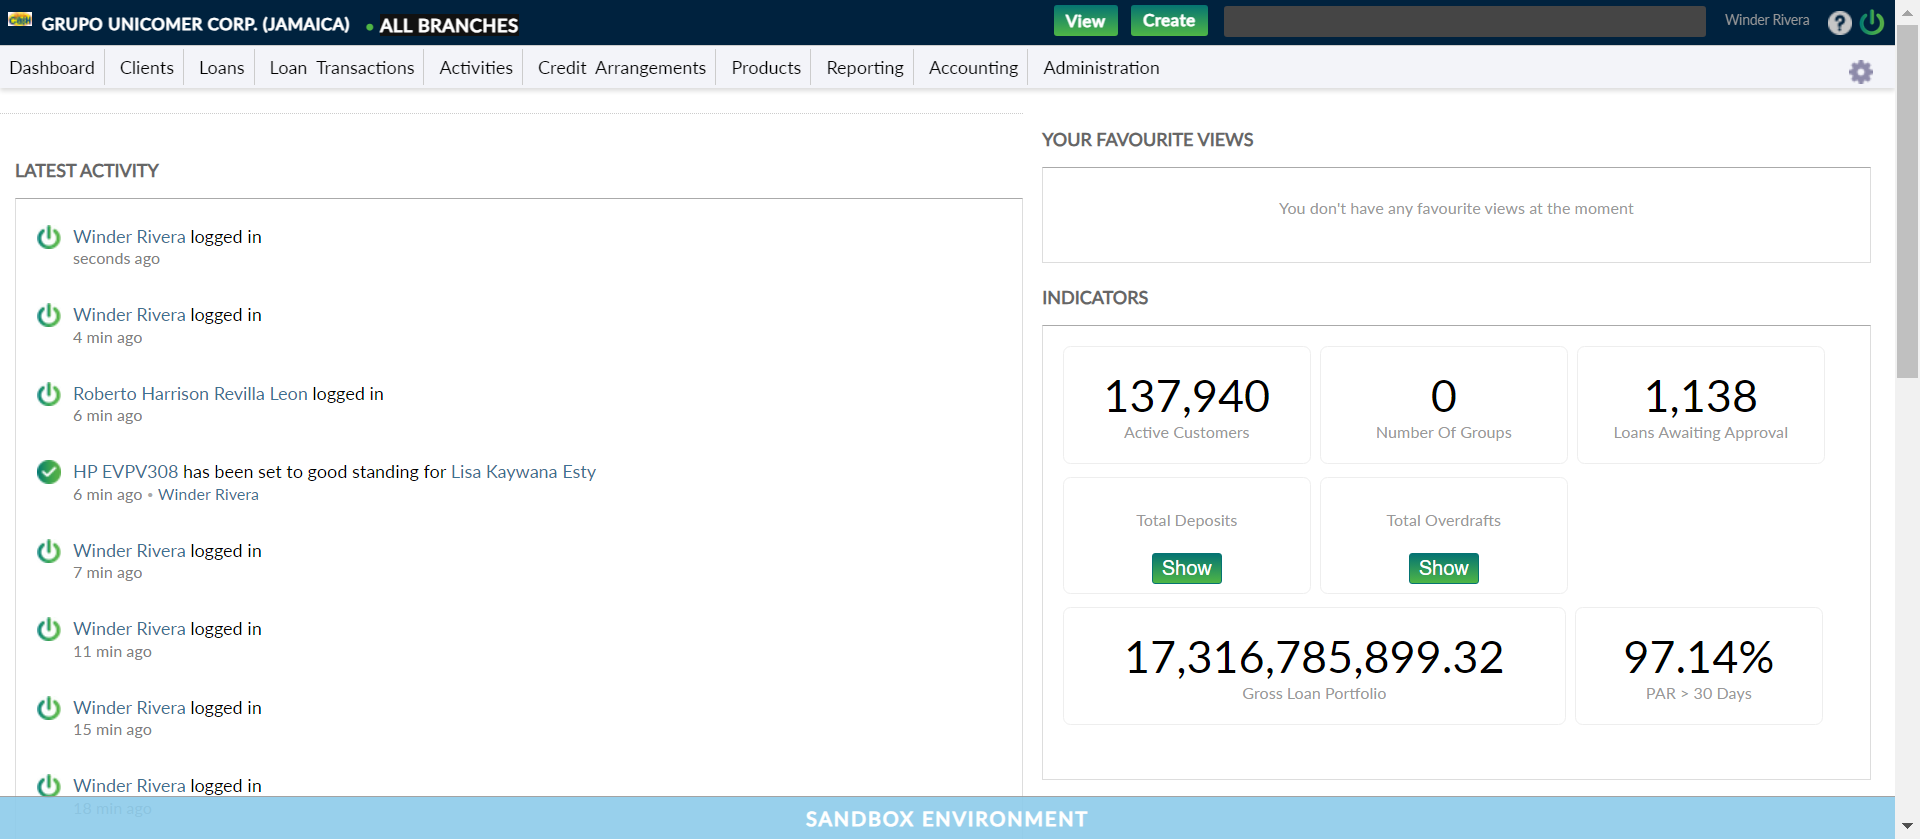 GRUPO UNICOMER CORP. (JAMAICA) • ALL BRANCHES View Create Winder Rivera ?
Dashboard Clients Loans Loan Transactions Activities Credit Arrangements Products Reporting Accounting Administration
LATEST ACTIVITY
Winder Rivera logged in
seconds ago
Winder Rivera logged in
4 min ago
Roberto Harrison Revilla Leon logged in
6 min ago
HP EVPV308 has been set to good standing for Lisa Kaywana Esty
6 min ago • Winder Rivera
Winder Rivera logged in
7 min ago
Winder Rivera logged in
11 min ago
Winder Rivera logged in
15 min ago
Winder Rivera logged in
18 min ago
YOUR FAVOURITE VIEWS
You don't have any favourite views at the moment
INDICATORS
137,940
Active Customers
0
Number Of Groups
1,138
Loans Awaiting Approval
Total Deposits
Show
Total Overdrafts
Show
17,316,785,899.32
Gross Loan Portfolio
97.14%
PAR > 30 Days
SANDBOX ENVIRONMENT